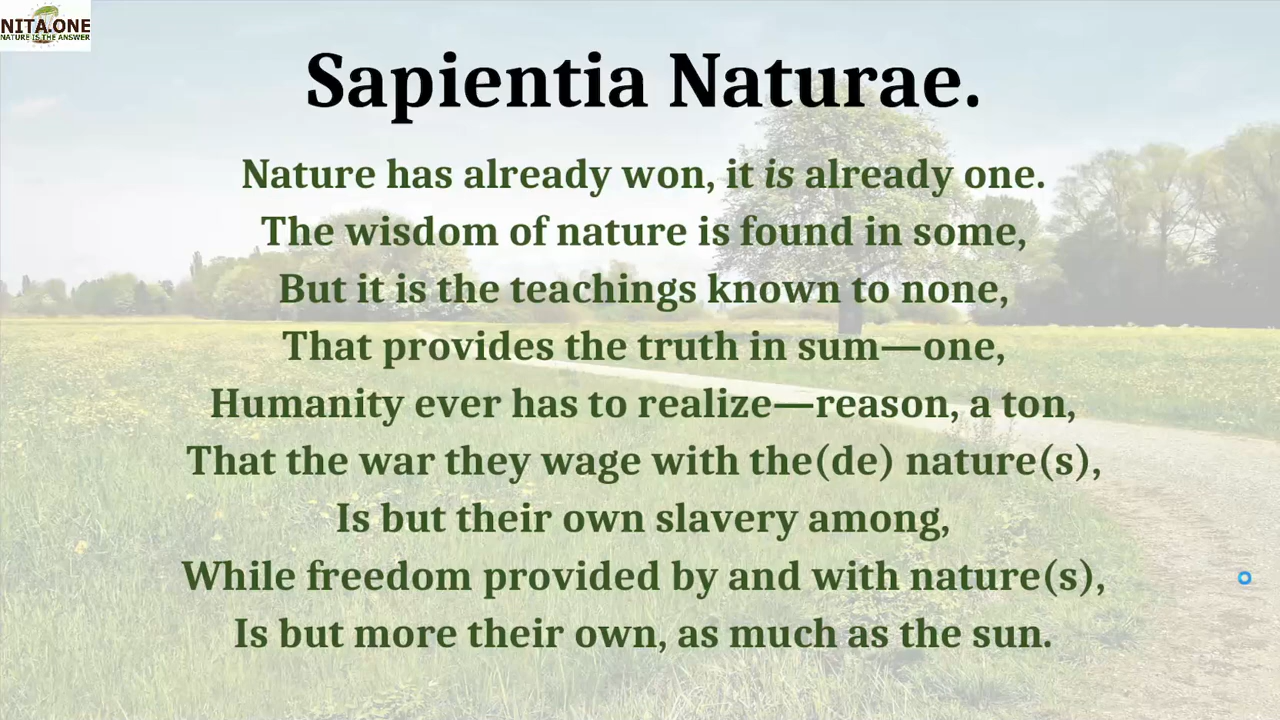 NITA.ONE
NATURE IS THE ANSWER
Sapientia Naturae.
Nature has already won, it is already one.
The wisdom of nature is found in some,
But it is the teachings known to none,
That provides the truth in sum—one,
Humanity ever has to realize—reason, a ton,
That the war they wage with the(de) nature(s),
Is but their own slavery among,
While freedom provided by and with nature(s),
Is but more their own, as much as the sun.